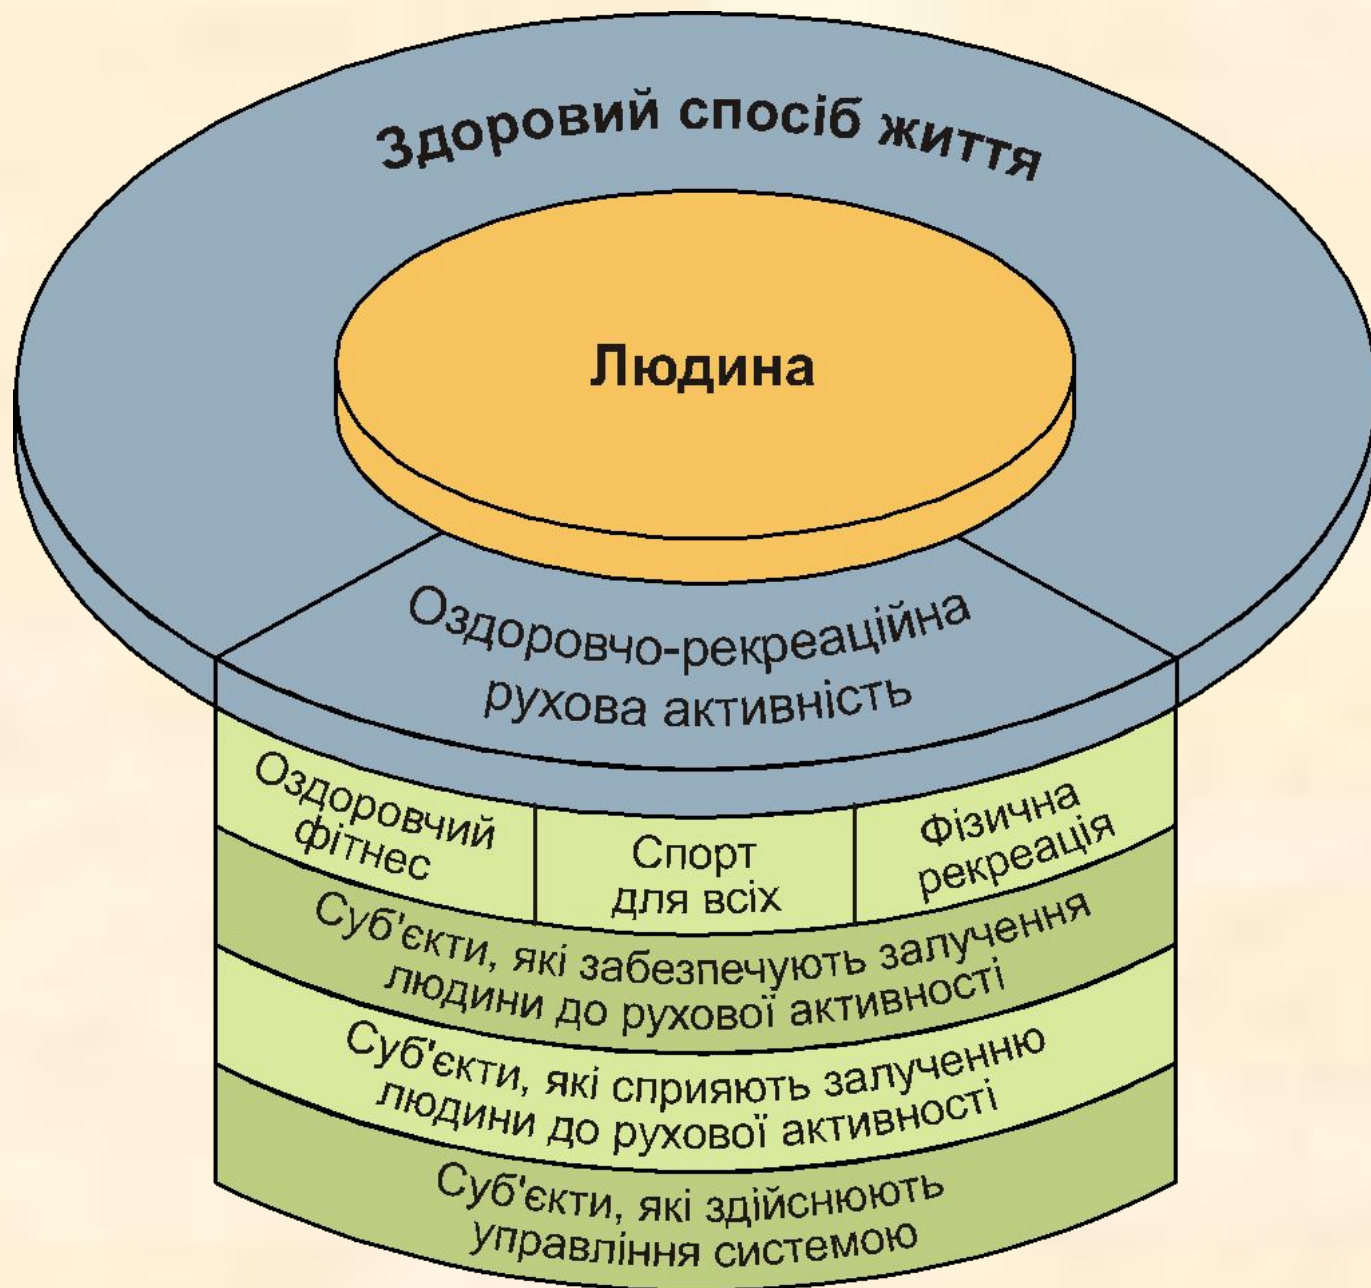 Здоровий спосіб життя
Людина
Оздоровчо-рекреаційна
рухова активність
Оздоровчий
фітнес
Спорт
для всіх
Фізична
рекреація
Суб'єкти, які забезпечують залучення
людини до рухової активності
Суб'єкти, які сприяють залученню
людини до рухової активності
Суб'єкти, які здійснюють
управління системою